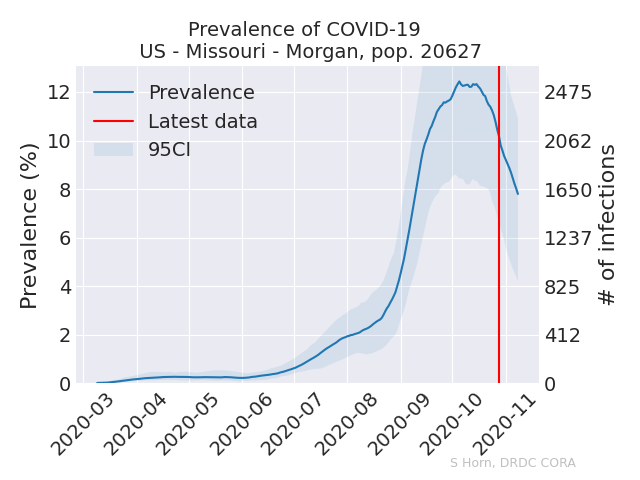 Prevalence of COVID-19
US - Missouri - Morgan, pop. 20627
Prevalence
Latest data
95CI
Prevalence (%)
12
10
8
6
4
2
0
2475
2062
1650
1237
825
412
0
# of infections
2020-03
2020-04
2020-05
2020-06
2020-07
2020-08
2020-09
2020-10
2020-11
S Horn, DRDC CORA